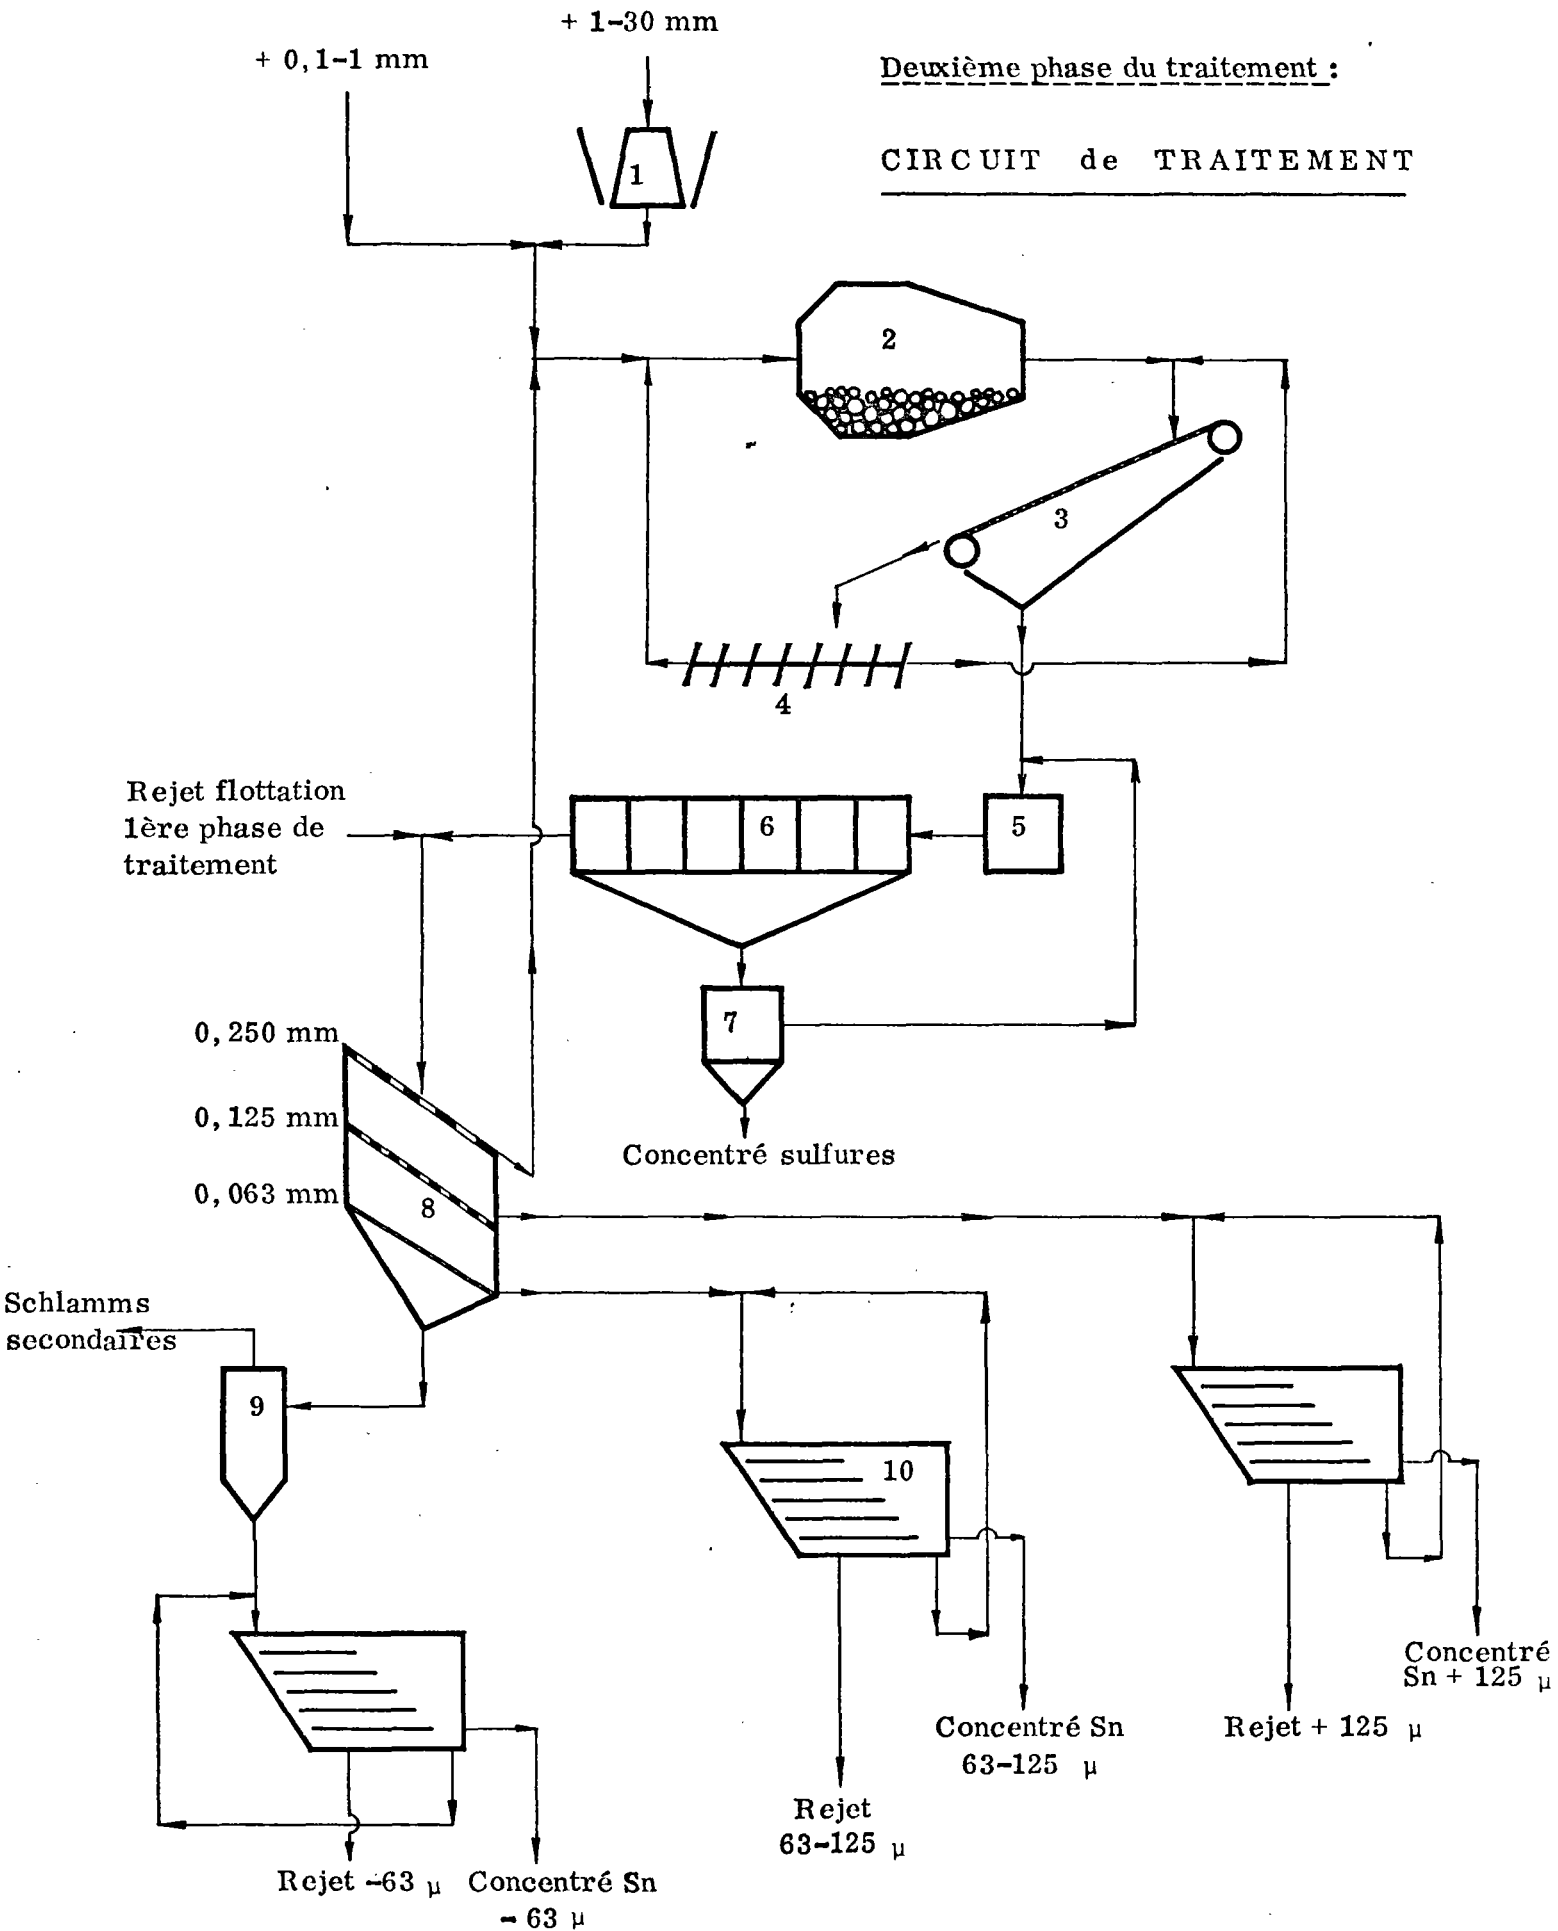 + 1-30 mm
+ 0,1-1 mm
Deuxième phase du traitement :
CIRCUIT de TRAITEMENT
1
2
3
4
Rejet flottation
1ère phase de
traitement
6
5
7
0,250 mm
0,125 mm
0,063 mm
8
Concentré sulfures
Schlamms
secondaires
9
10
Concentré
Sn + 125 µ
Rejet + 125 µ
Concentré Sn
63-125 µ
Rejet
63-125 µ
Rejet -63 µ
Concentré Sn
- 63 µ